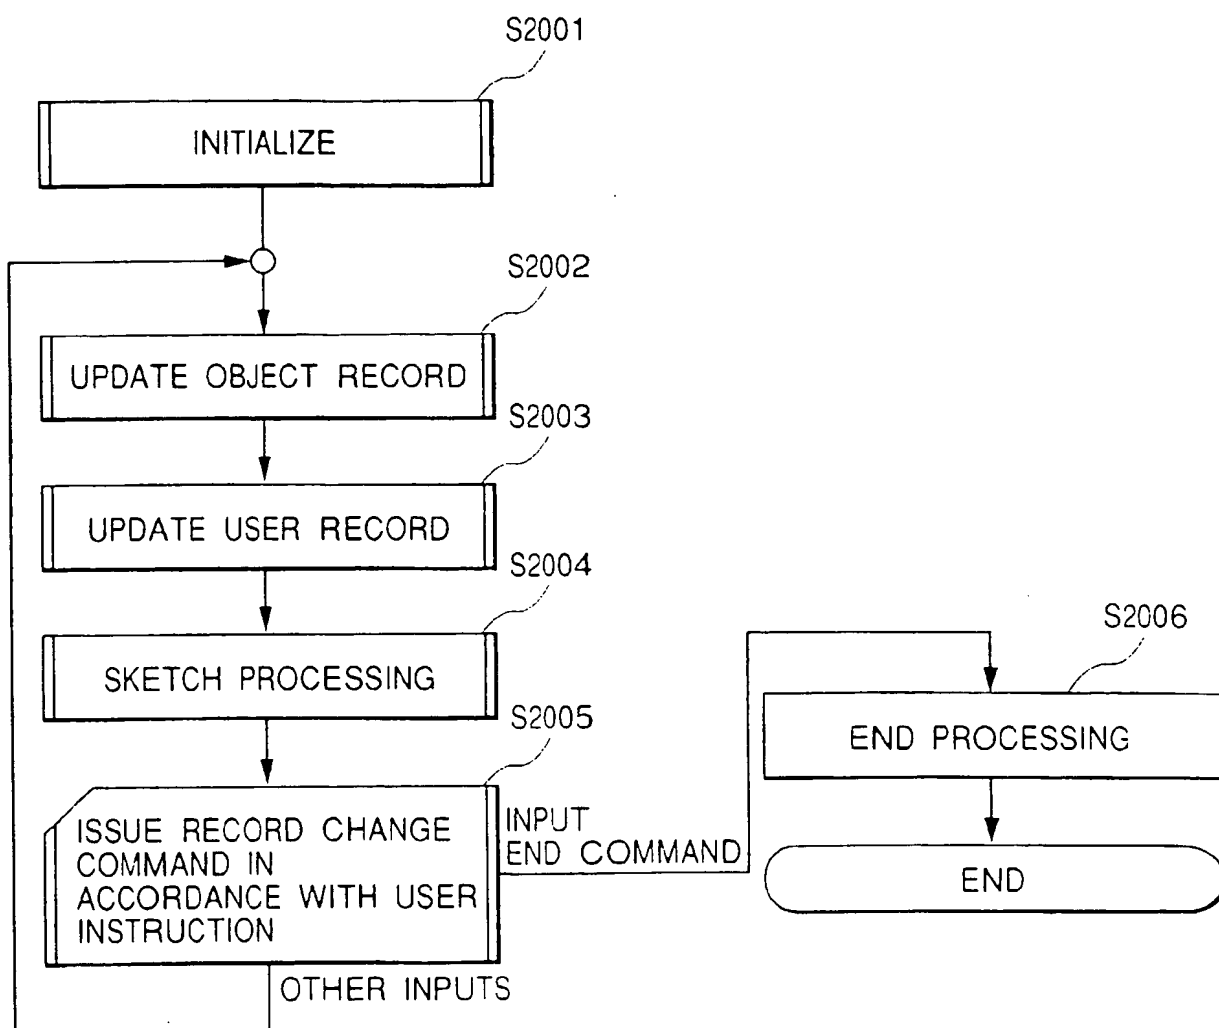 S2001
INITIALIZE
S2002
UPDATE OBJECT RECORD
S2003
UPDATE USER RECORD
S2004
SKETCH PROCESSING
S2005
ISSUE RECORD CHANGE
COMMAND IN
ACCORDANCE WITH USER
INSTRUCTION
INPUT
END COMMAND
OTHER INPUTS
S2006
END PROCESSING
END